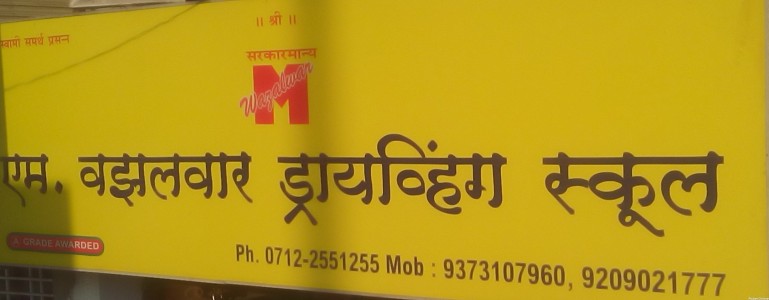 ॥ श्री ॥
स्वामी समर्थ प्रसन्न
सरकारमान्य
M
Wazalwar
एम. वझलवार ड्रायव्हिंग स्कूल
A GRADE AWARDED
Ph. 0712-2551255 Mob : 9373107960, 9209021777